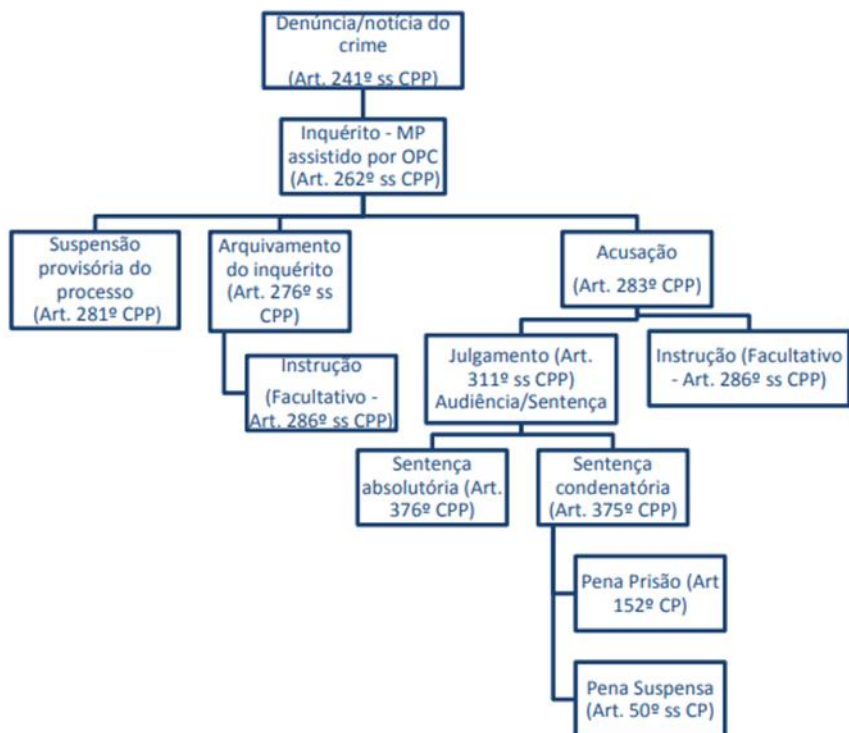 Denúncia/notícia do
crime
(Art. 241º ss CPP)
Inquérito - MP
assistido por OPC
(Art. 262º ss CPP)
Suspensão
provisória do
processo
(Art. 281º CPP)
Arquivamento
do inquérito
(Art. 276º ss
CPP)
Acusação
(Art. 283º CPP)
Instrução
(Facultativo -
Art. 286º ss CPP)
Julgamento (Art.
311º ss CPP)
Audiência/Sentença
Instrução (Facultativo
- Art. 286º ss CPP)
Sentença
absolutória (Art.
376º CPP)
Sentença
condenatória
(Art. 375º CPP)
Pena Prisão (Art
152º CP)
Pena Suspensa
(Art. 50º ss CP)